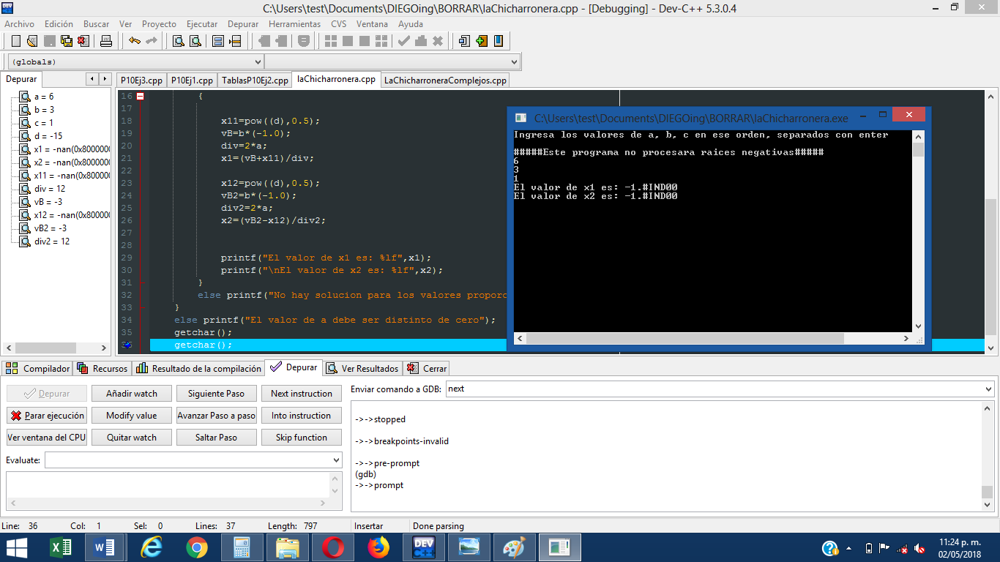 C:\Users\test\Documents\DIEGOing\BORRAR\laChicharronera.cpp - [Debugging] - Dev-C++ 5.3.0.4
Archivo Edición Buscar Ver Proyecto Ejecutar Depurar Herramientas CVS Ventana Ayuda
(globals)
Depurar
P10Ej3.cpp P10Ej1.cpp TablasP10Ej2.cpp laChicharronera.cpp LaChicharroneraComplejos.cpp
a = 6
b = 3
c = 1
d = -15
x1 = -nan(0x8000000
x2 = -nan(0x8000000
x11 = -nan(0x800000
div = 12
vB = -3
x12 = -nan(0x800000
vB2 = -3
div2 = 12
16 {
17
18 x11=pow((d),0.5);
19 vB=b*(-1.0);
20 div=2*a;
21 x1=(vB+x11)/div;
22
23 x12=pow((d),0.5);
24 vB2=b*(-1.0);
25 div2=2*a;
26 x2=(vB2-x12)/div2;
27
28
29 printf("El valor de x1 es: %lf",x1);
30 printf("\nEl valor de x2 es: %lf",x2);
31 }
32 else printf("No hay solucion para los valores proporc
33 }
34 else printf("El valor de a debe ser distinto de cero");
35 getchar();
getchar();
C:\Users\test\Documents\DIEGOing\BORRAR\laChicharronera.exe
Ingresa los valores de a, b, c en ese orden, separados con enter
#####Este programa no procesara raices negativas#####
6
3
1
El valor de x1 es: -1.#IND00
El valor de x2 es: -1.#IND00
Compilador Recursos Resultado de la compilación Depurar Ver Resultados Cerrar
Depurar Añadir watch Siguiente Paso Next instruction
Parar ejecución Modify value Avanzar Paso a paso Into instruction
Ver ventana del CPU Quitar watch Saltar Paso Skip function
Evaluate:
Enviar comando a GDB: next
->->stopped
->->breakpoints-invalid
->->pre-prompt
(gdb)
->->prompt
Line: 36 Col: 1 Sel: 0 Lines: 37 Length: 797 Insertar Done parsing
DEV
C++
11:24 p. m.
02/05/2018